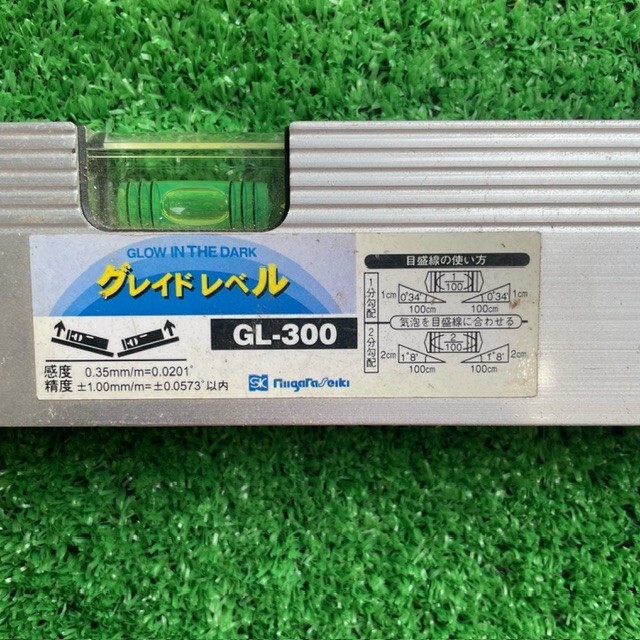 GLOW IN THE DARK
グレイドレベル
GL-300
感度 0.35mm/m=0.0201°
精度 ±1.00mm/m=±0.0573°以内
SK niigataseiki
目盛線の使い方
1分勾配
1
100
1cm 0°34′ 0°34′ 1cm
100cm 100cm
気泡を目盛線に合わせる
2分勾配
2
100
2cm 1°8′ 1°8′ 2cm
100cm 100cm